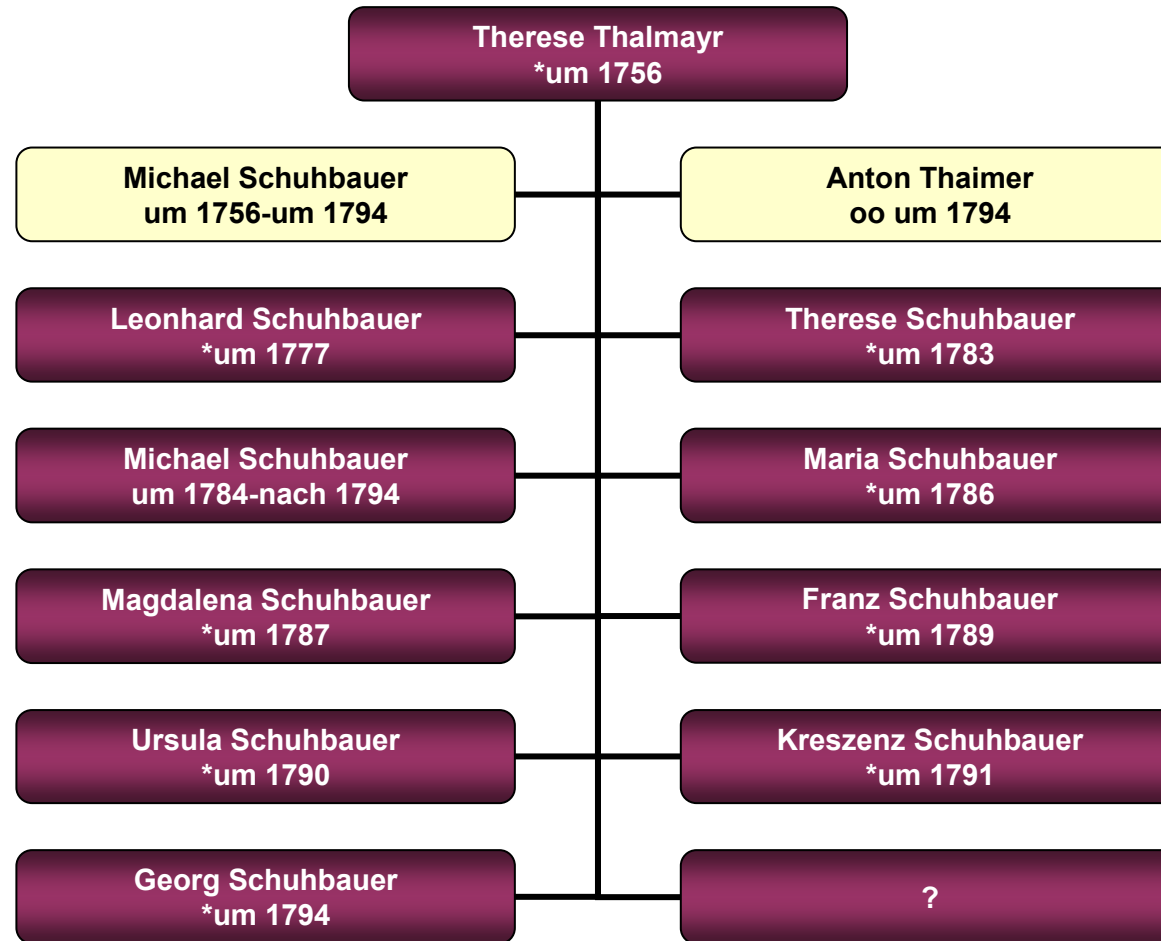 Therese Thalmayr
*um 1756
Michael Schuhbauer
um 1756-um 1794
Anton Thaimer
oo um 1794
Leonhard Schuhbauer
*um 1777
Therese Schuhbauer
*um 1783
Michael Schuhbauer
um 1784-nach 1794
Maria Schuhbauer
*um 1786
Magdalena Schuhbauer
*um 1787
Franz Schuhbauer
*um 1789
Ursula Schuhbauer
*um 1790
Kreszenz Schuhbauer
*um 1791
Georg Schuhbauer
*um 1794
?